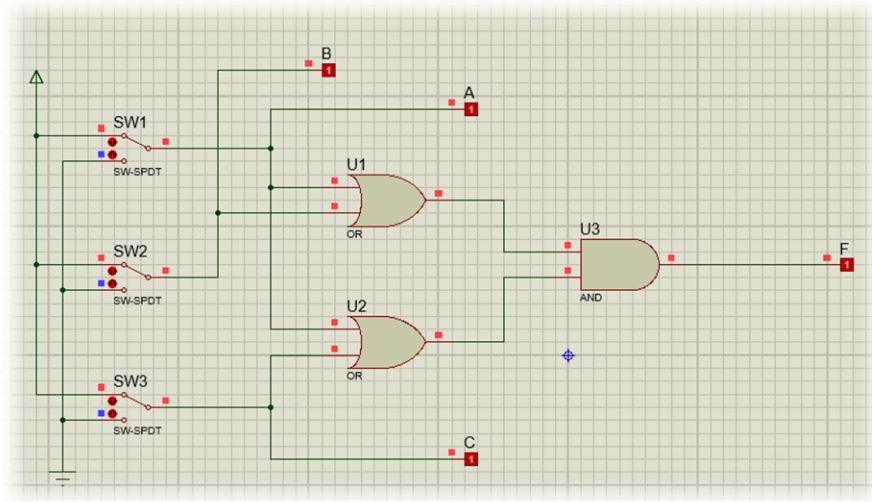 B
1
A
1
SW1
SW-SPDT
U1
OR
SW2
SW-SPDT
U3
AND
F
1
U2
OR
SW3
SW-SPDT
C
1